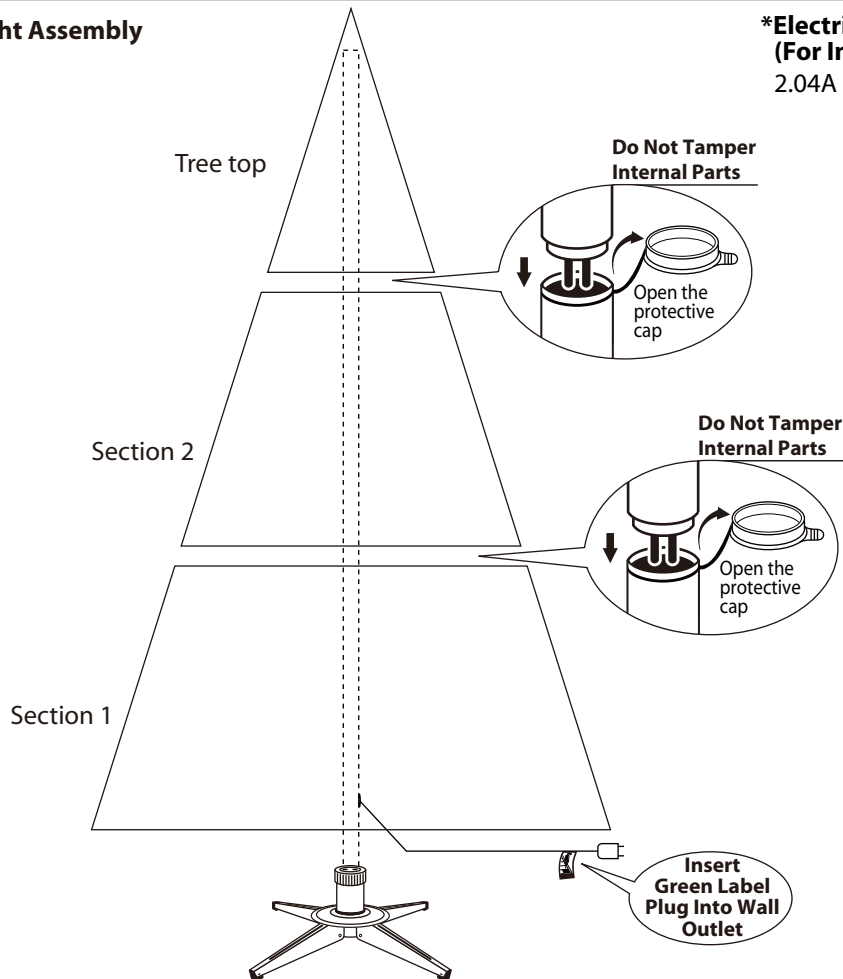 ht Assembly
*Electri
(For In
2.04A
Tree top
Do Not Tamper
Internal Parts
Open the
protective
cap
Section 2
Do Not Tamper
Internal Parts
Open the
protective
cap
Section 1
Insert
Green Label
Plug Into Wall
Outlet